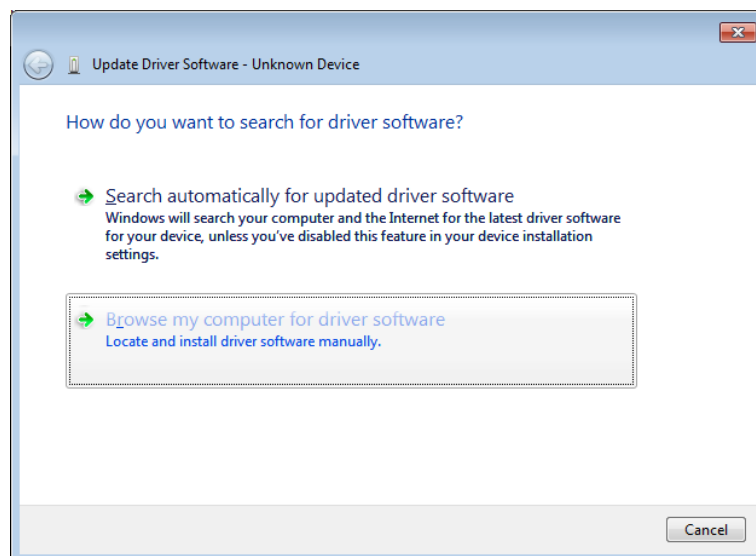 Update Driver Software - Unknown Device
How do you want to search for driver software?
Search automatically for updated driver software
Windows will search your computer and the Internet for the latest driver software
for your device, unless you've disabled this feature in your device installation
settings.
Browse my computer for driver software
Locate and install driver software manually.
Cancel